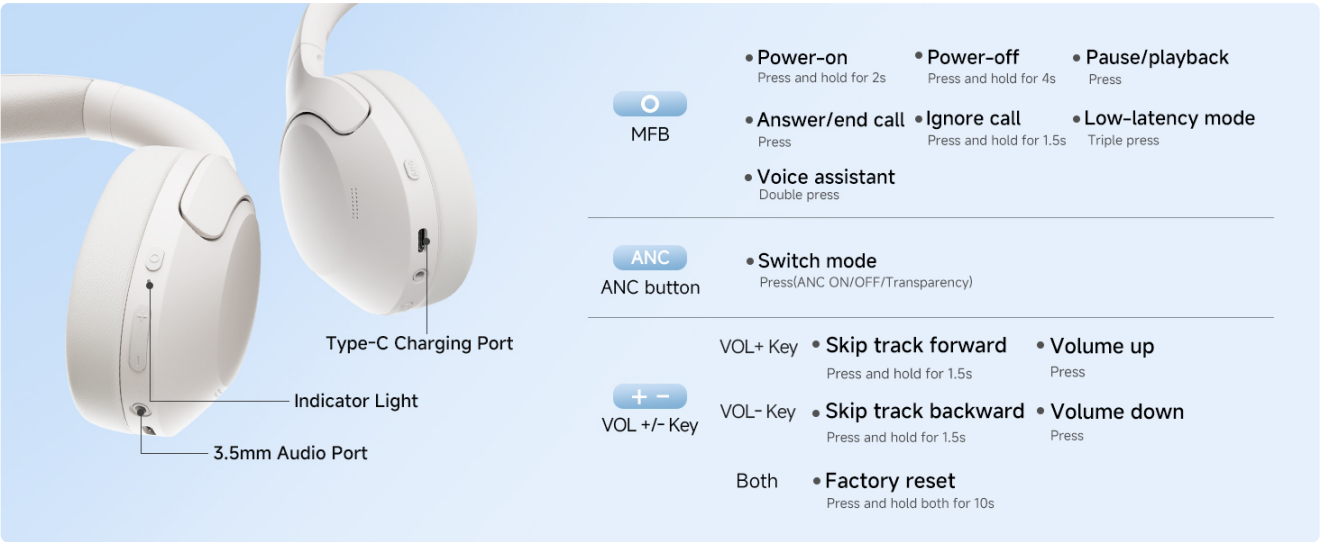 Type-C Charging Port
Indicator Light
3.5mm Audio Port
MFB
Power-on
Press and hold for 2s
Power-off
Press and hold for 4s
Pause/playback
Press
Answer/end call
Press
Ignore call
Press and hold for 1.5s
Low-latency mode
Triple press
Voice assistant
Double press
ANC
ANC button
Switch mode
Press(ANC ON/OFF/Transparency)
+ −
VOL +/- Key
VOL+ Key
Skip track forward
Press and hold for 1.5s
Volume up
Press
VOL- Key
Skip track backward
Press and hold for 1.5s
Volume down
Press
Both
Factory reset
Press and hold both for 10s